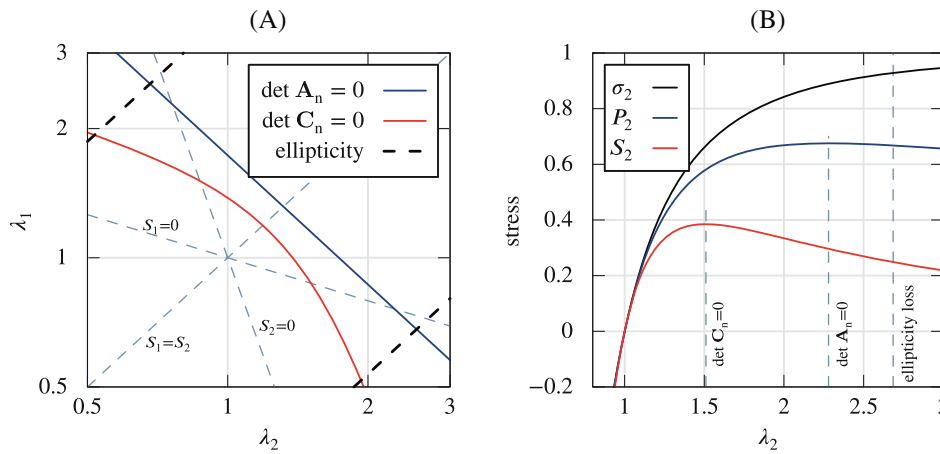 (A)
3
2
1
0.5
λ₁
0.5
1
2
3
λ₂
det Aₙ = 0
det Cₙ = 0
ellipticity
S₁=0
S₁=S₂
S₂=0
(B)
1
0.8
0.6
0.4
0.2
0
−0.2
stress
1
1.5
2
2.5
3
λ₂
σ₂
P₂
S₂
det Cₙ=0
det Aₙ=0
ellipticity loss